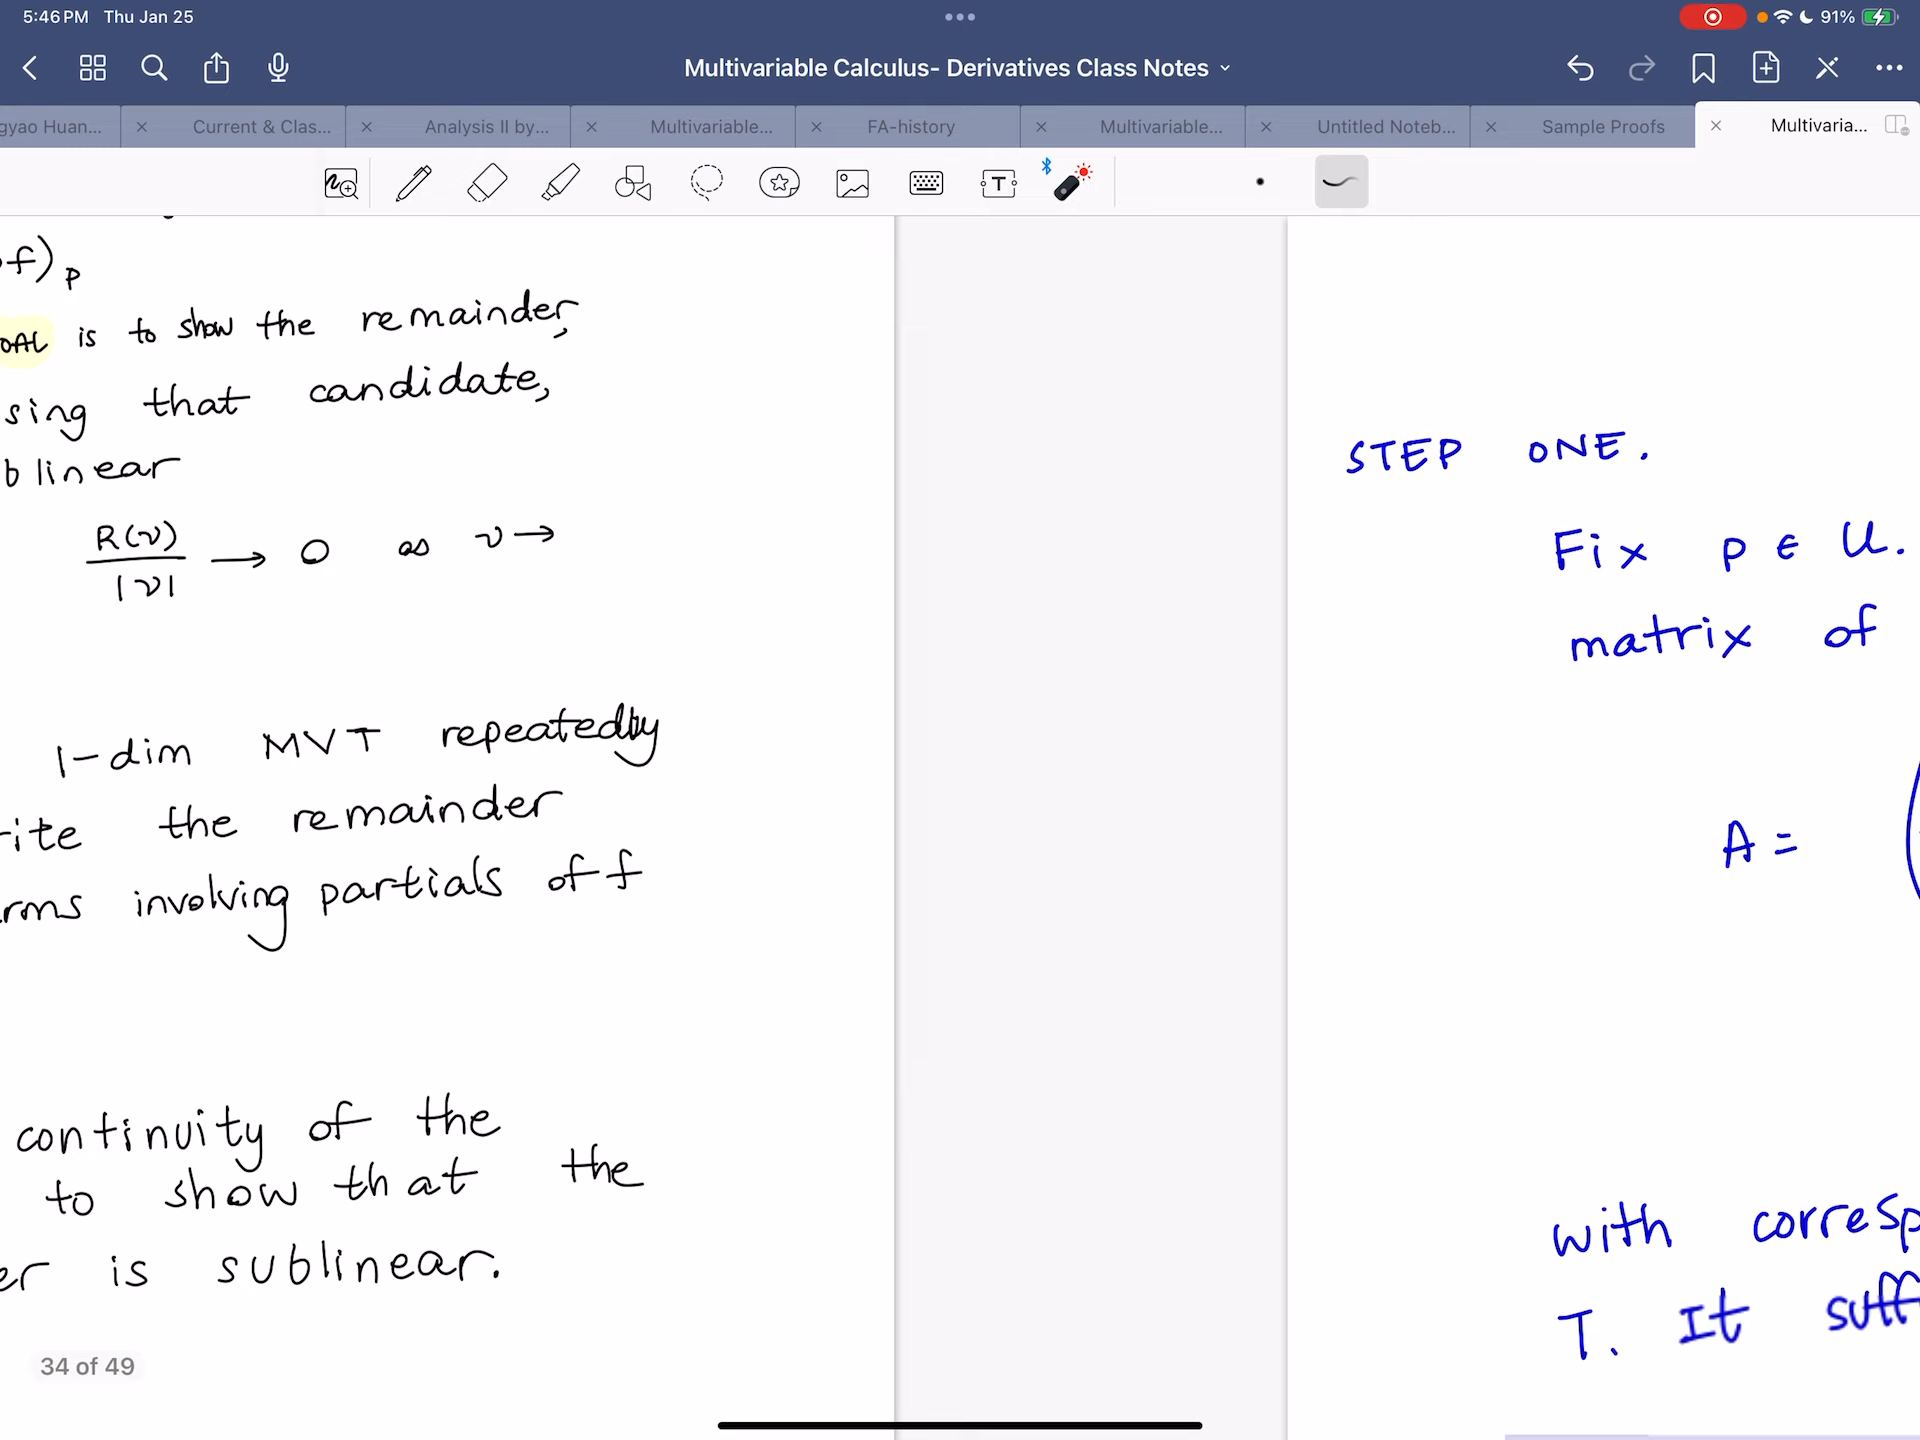 5:46 PM Thu Jan 25
91%
Multivariable Calculus- Derivatives Class Notes
gyao Huan...
Current & Clas...
Analysis II by...
Multivariable...
FA-history
Multivariable...
Untitled Noteb...
Sample Proofs
Multivaria...
f)p
OAL is to show the remainder,
sing that candidate,
blinear
R(v)
|v|
→ 0 as v →
1-dim MVT repeatedly
rite the remainder
rms involving partials of f
continuity of the
to show that the
er is sublinear.
34 of 49
STEP ONE.
Fix p ∈ U.
matrix of
A = (
with corresp
T. It suff